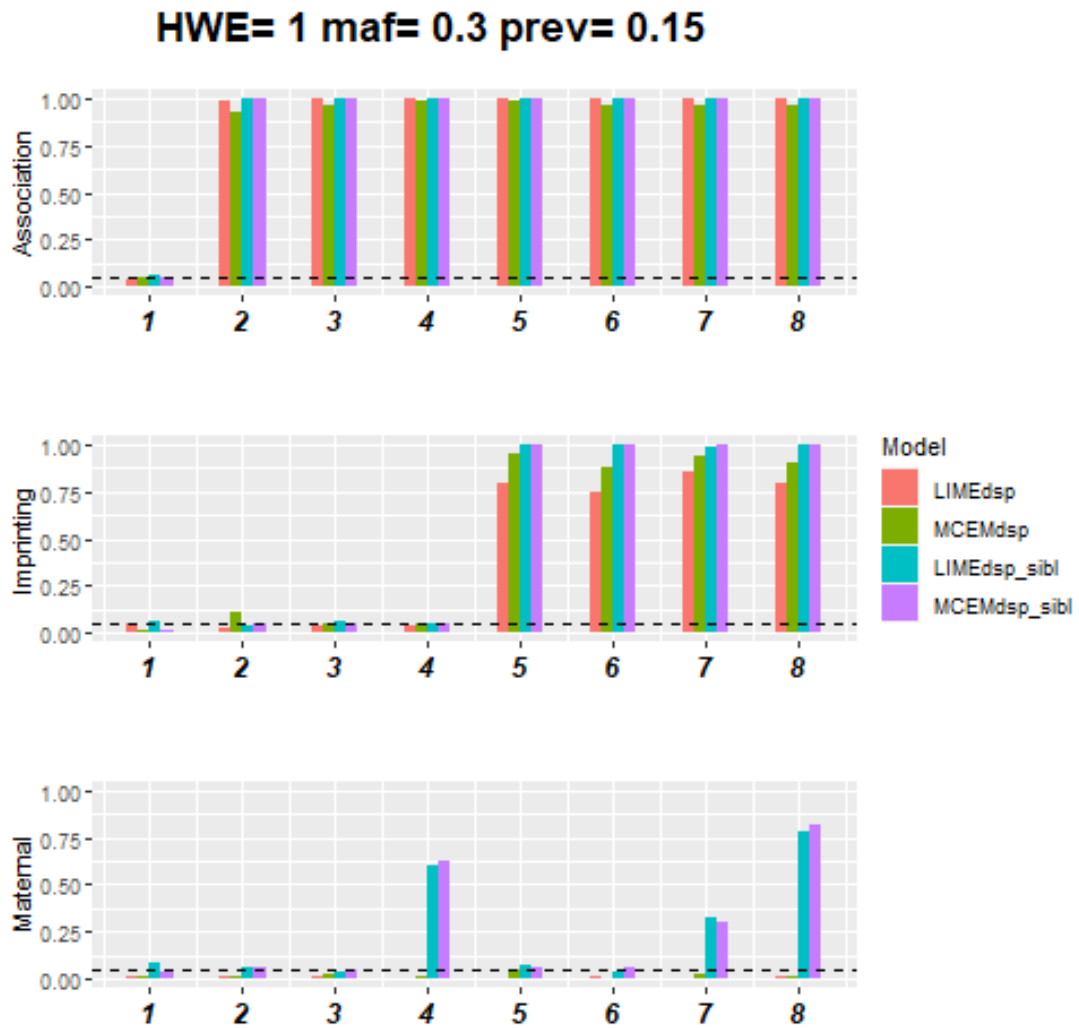 HWE= 1 maf= 0.3 prev= 0.15
Association
1.00
0.75
0.50
0.25
0.00
1 2 3 4 5 6 7 8
Imprinting
1.00
0.75
0.50
0.25
0.00
1 2 3 4 5 6 7 8
Model
LIMEdsp
MCEMdsp
LIMEdsp_sibl
MCEMdsp_sibl
Maternal
1.00
0.75
0.50
0.25
0.00
1 2 3 4 5 6 7 8